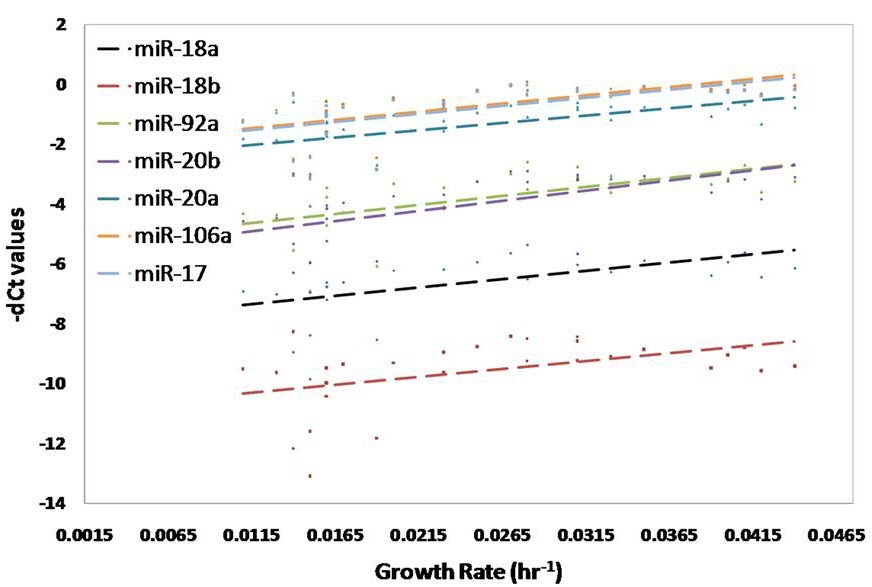 2
0
-2
-4
-6
-8
-10
-12
-14
-dCt values
miR-18a
miR-18b
miR-92a
miR-20b
miR-20a
miR-106a
miR-17
0.0015 0.0065 0.0115 0.0165 0.0215 0.0265 0.0315 0.0365 0.0415 0.0465
Growth Rate (hr⁻¹)